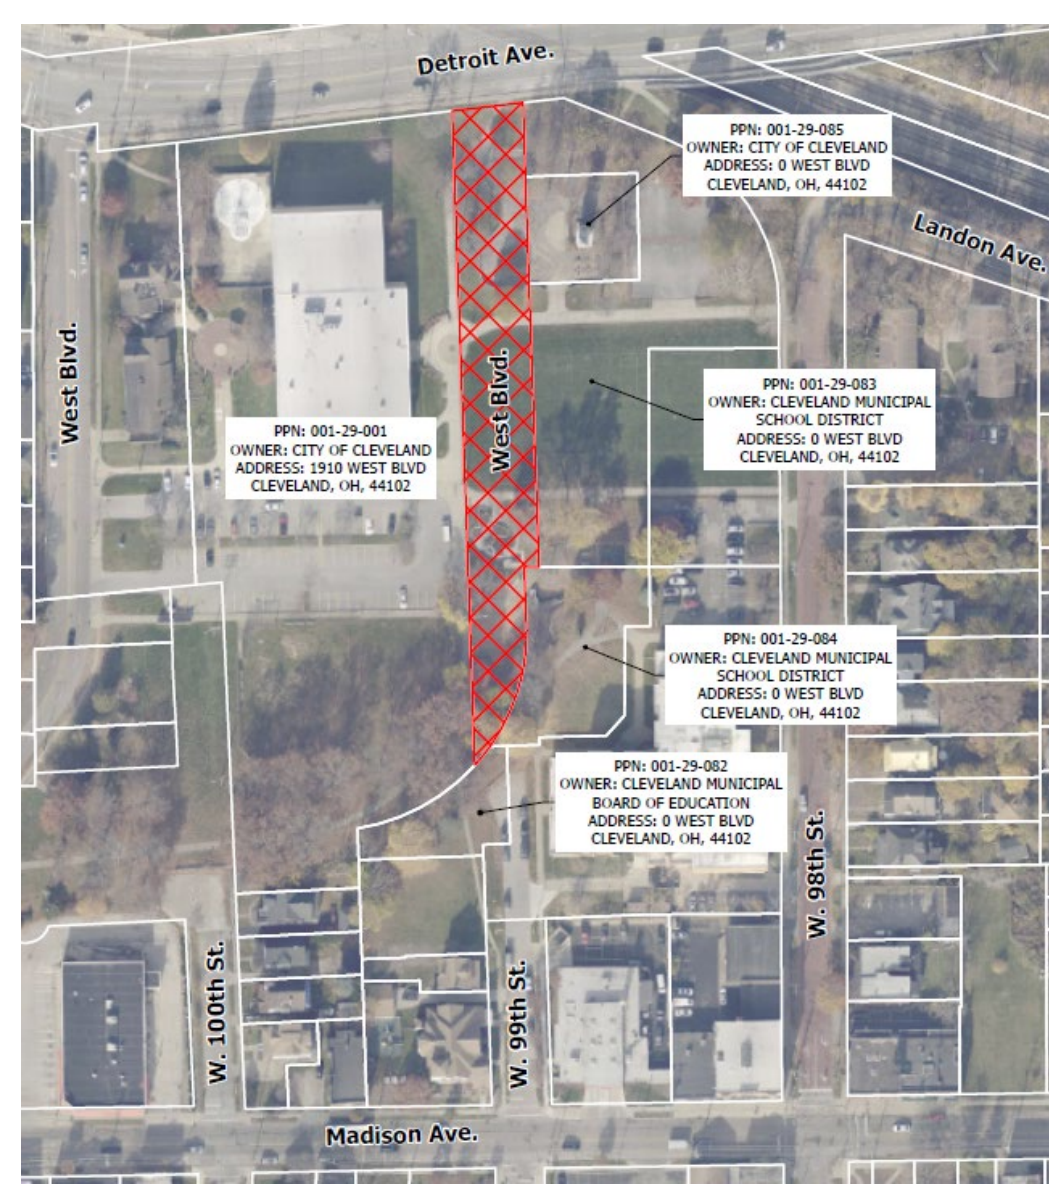 Detroit Ave.
PPN: 001-29-085
OWNER: CITY OF CLEVELAND
ADDRESS: 0 WEST BLVD
CLEVELAND, OH, 44102
Landon Ave.
West Blvd.
West Blvd.
PPN: 001-29-083
OWNER: CLEVELAND MUNICIPAL
SCHOOL DISTRICT
ADDRESS: 0 WEST BLVD
CLEVELAND, OH, 44102
PPN: 001-29-001
OWNER: CITY OF CLEVELAND
ADDRESS: 1910 WEST BLVD
CLEVELAND, OH, 44102
PPN: 001-29-084
OWNER: CLEVELAND MUNICIPAL
SCHOOL DISTRICT
ADDRESS: 0 WEST BLVD
CLEVELAND, OH, 44102
PPN: 001-29-082
OWNER: CLEVELAND MUNICIPAL
BOARD OF EDUCATION
ADDRESS: 0 WEST BLVD
CLEVELAND, OH, 44102
W. 98th St.
W. 100th St.
W. 99th St.
Madison Ave.